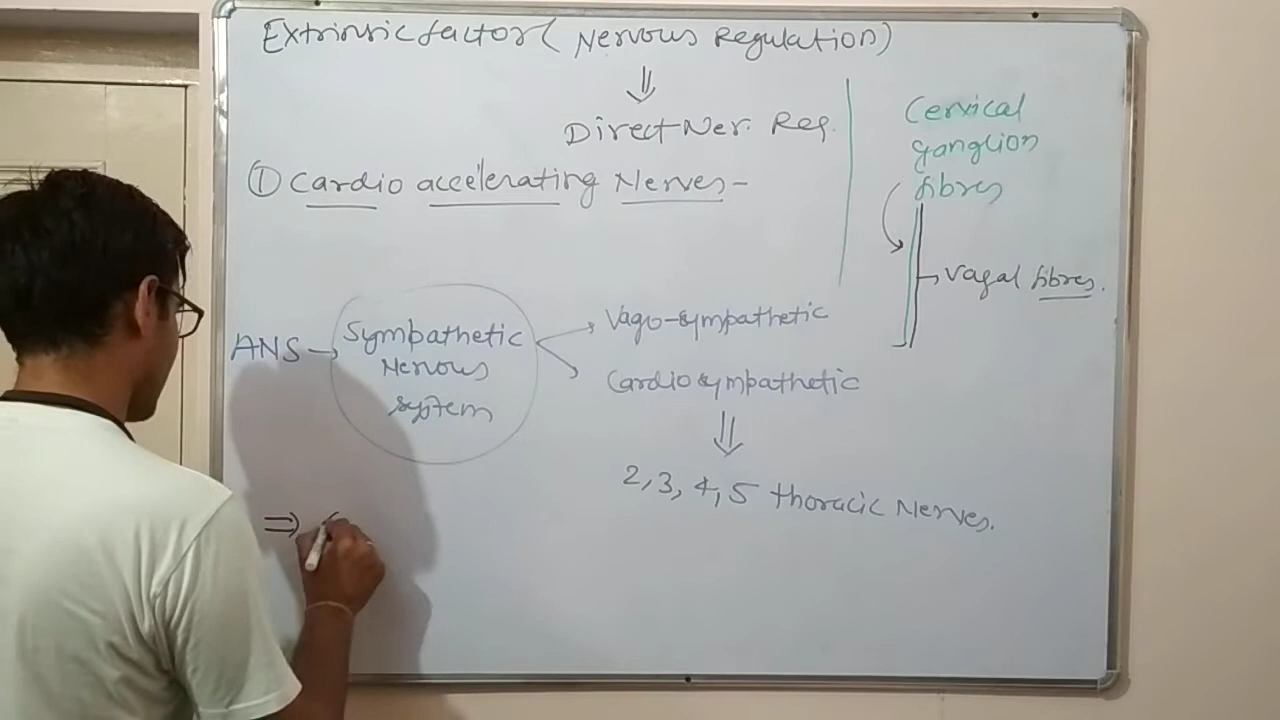 Extrinsic factor ( Nervous Regulation)
⇓
Direct Ner. Reg.
① Cardio accelerating Nerves-
Cervical
ganglion
fibres
Vagal fibres.
ANS → Sympathetic
Nervous
system
Vago-sympathetic
Cardio sympathetic
⇓
2,3, 4,5 thoracic Nerves.
⇒